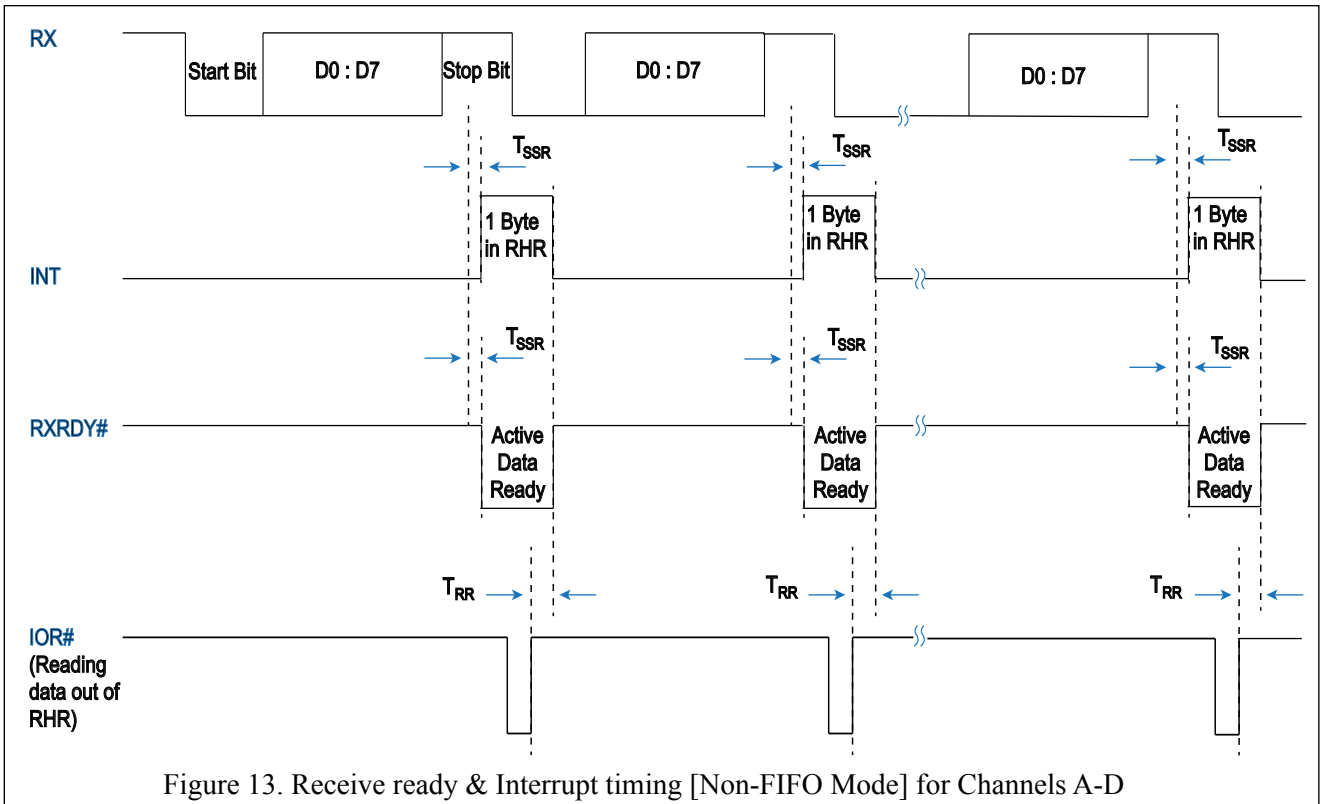 RX
Start Bit
D0 : D7
Stop Bit
D0 : D7
D0 : D7
TSSR
TSSR
TSSR
1 Byte
in RHR
1 Byte
in RHR
1 Byte
in RHR
INT
TSSR
TSSR
TSSR
RXRDY#
Active
Data
Ready
Active
Data
Ready
Active
Data
Ready
TRR
TRR
TRR
IOR#
(Reading
data out of
RHR)
Figure 13. Receive ready & Interrupt timing [Non-FIFO Mode] for Channels A-D